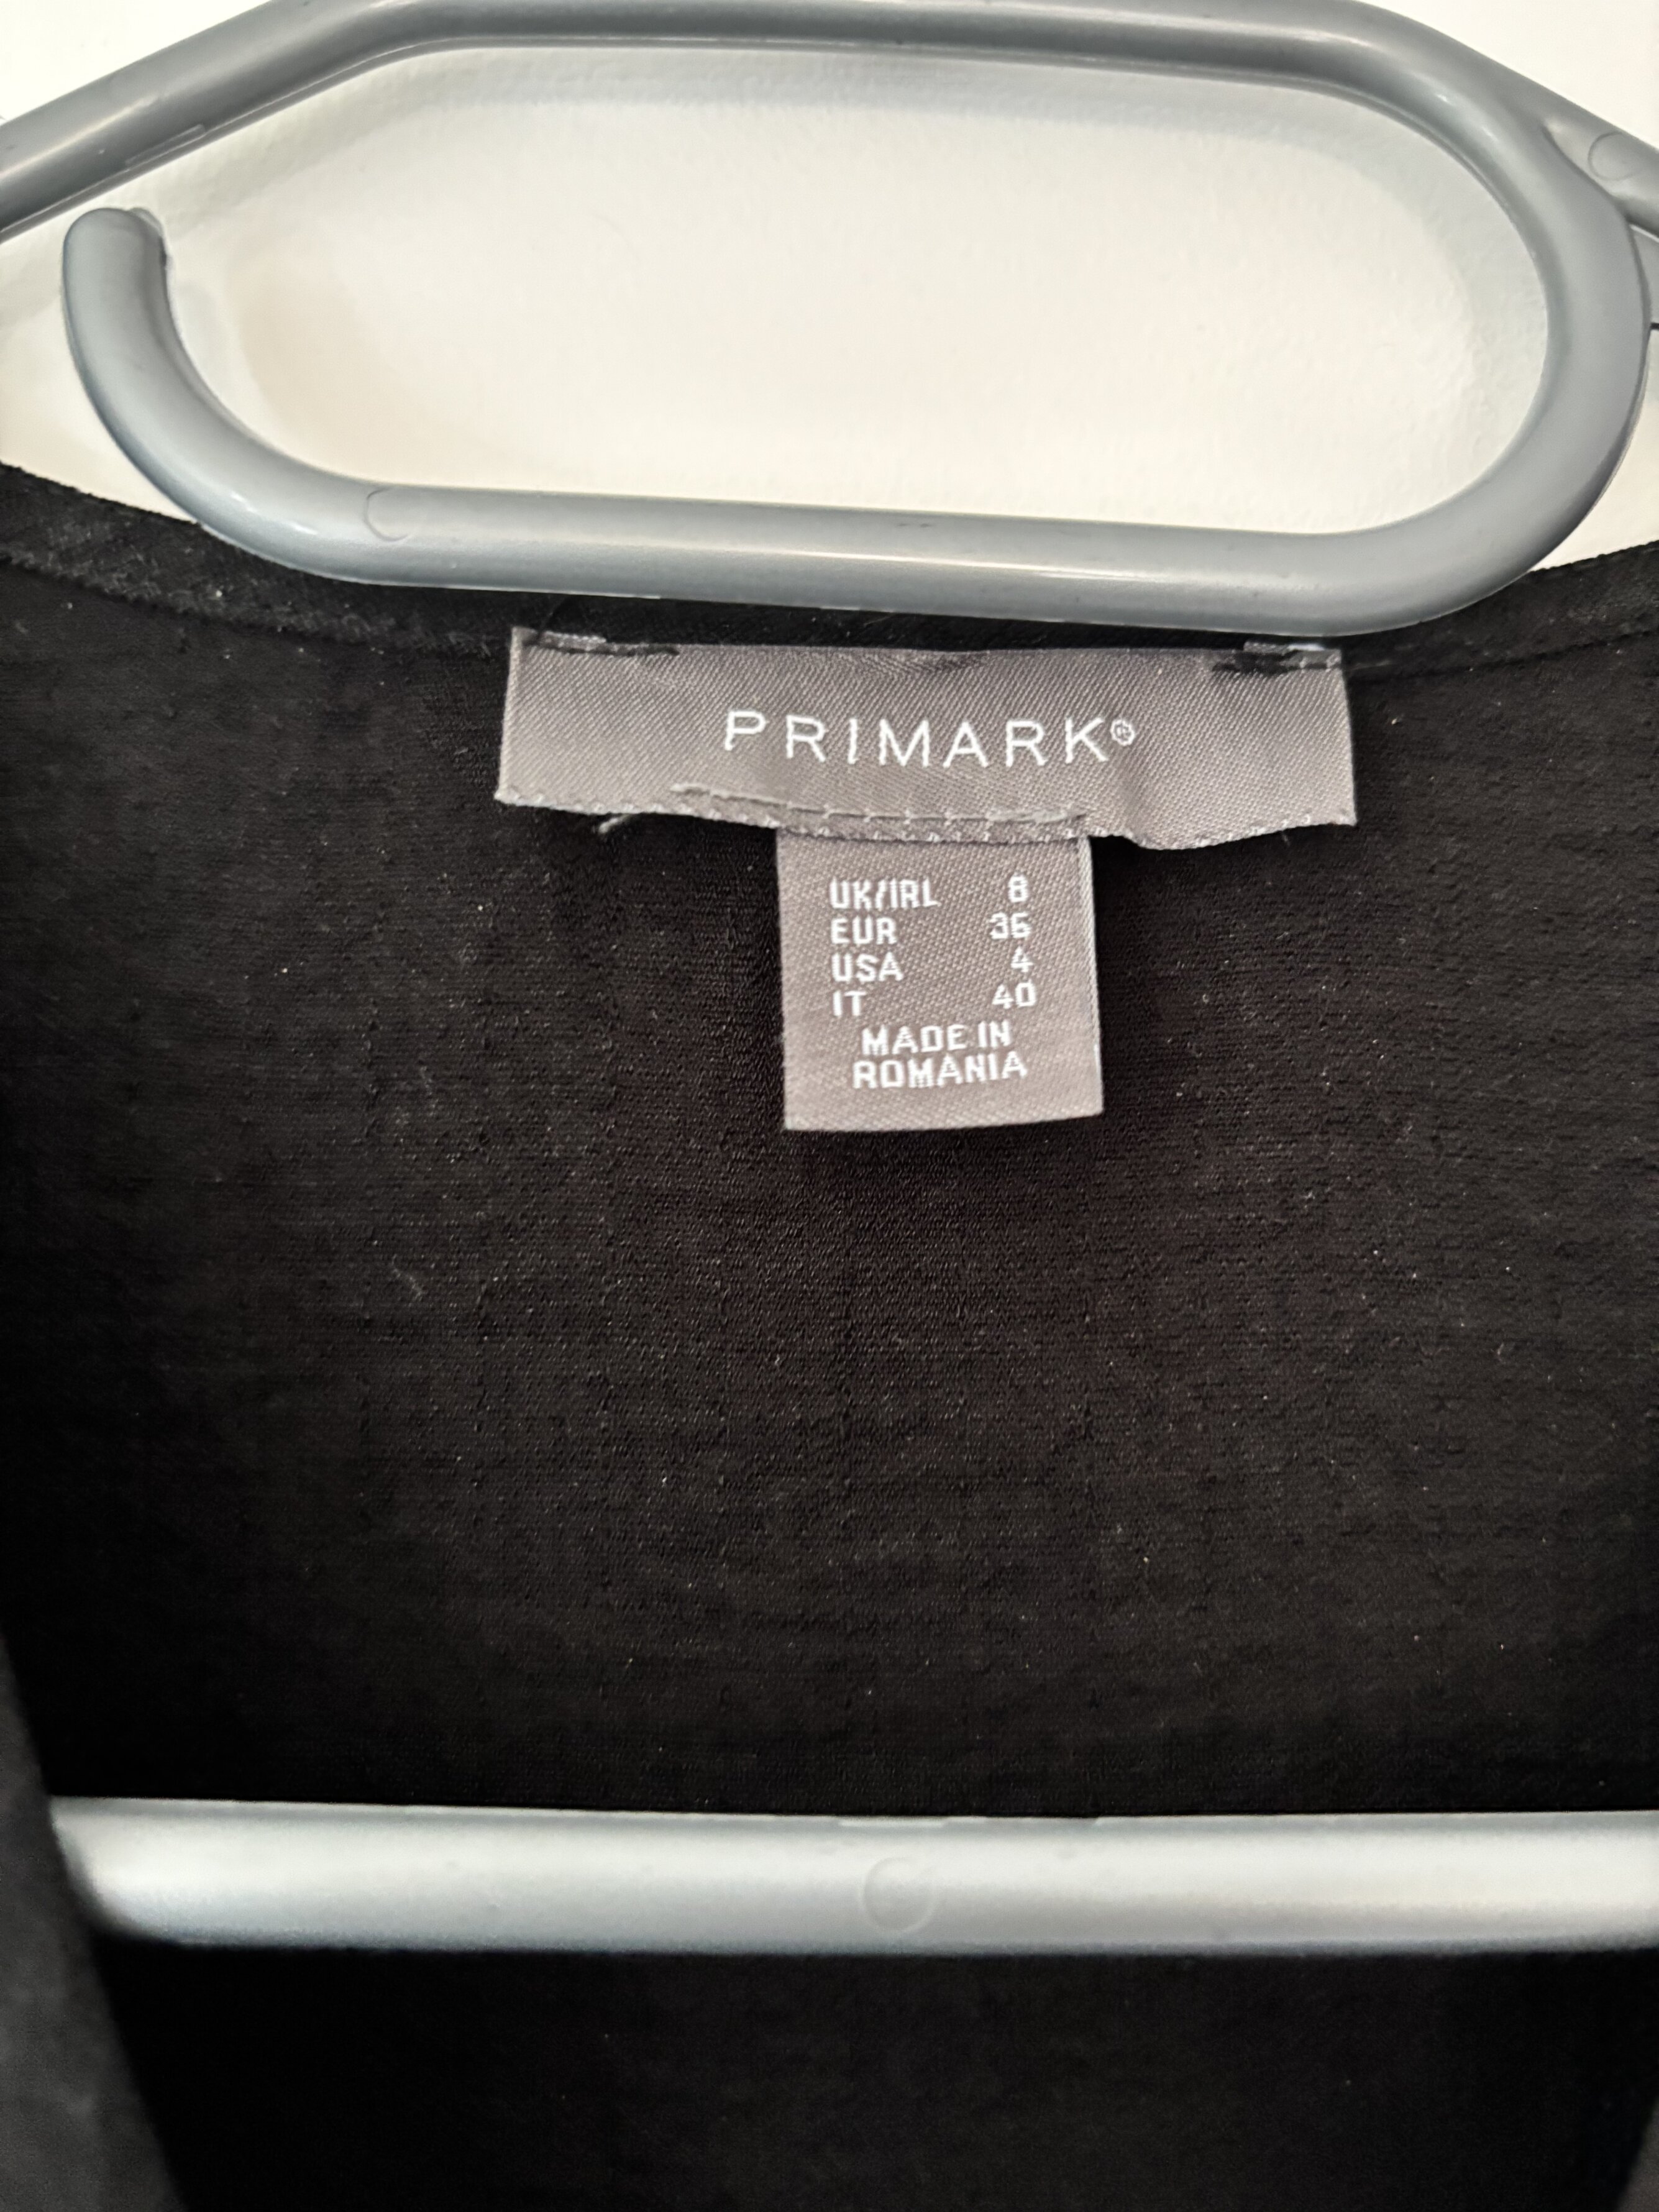 PRIMARK®
UK/IRL 8
EUR 36
USA 4
IT 40
MADE IN
ROMANIA